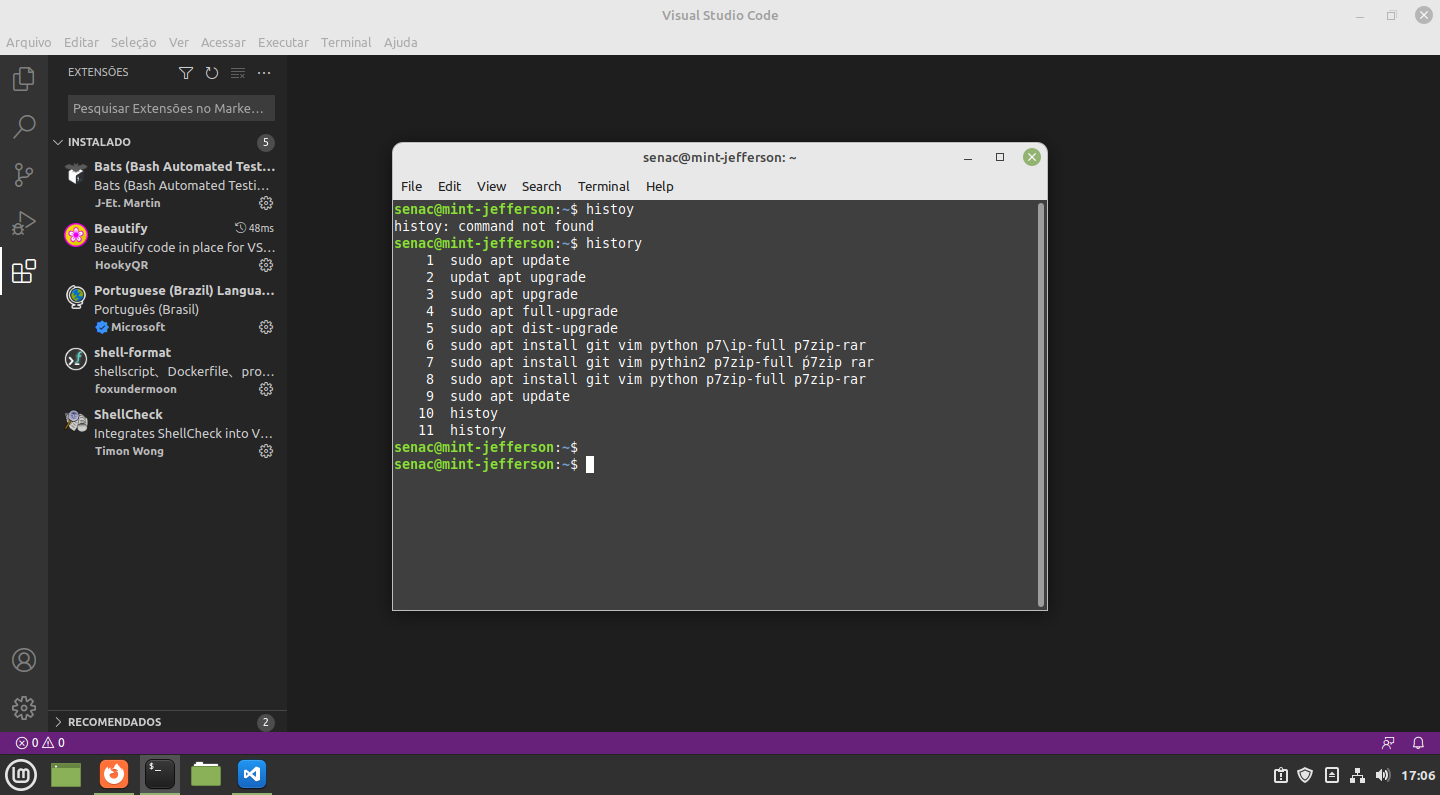 Visual Studio Code
Arquivo Editar Seleção Ver Acessar Executar Terminal Ajuda
EXTENSÕES
Pesquisar Extensões no Marke…
INSTALADO 5
Bats (Bash Automated Test…
Bats (Bash Automated Testi…
J-Et. Martin
Beautify 48ms
Beautify code in place for VS…
HookyQR
Portuguese (Brazil) Langua…
Português (Brasil)
Microsoft
shell-format
shellscript、Dockerfile、pro…
foxundermoon
ShellCheck
Integrates ShellCheck into V…
Timon Wong
RECOMENDADOS 2
senac@mint-jefferson: ~
File Edit View Search Terminal Help
senac@mint-jefferson:~$ histoy
histoy: command not found
senac@mint-jefferson:~$ history
1 sudo apt update
2 updat apt upgrade
3 sudo apt upgrade
4 sudo apt full-upgrade
5 sudo apt dist-upgrade
6 sudo apt install git vim python p7\ip-full p7zip-rar
7 sudo apt install git vim pythin2 p7zip-full ṕ7zip rar
8 sudo apt install git vim python p7zip-full p7zip-rar
9 sudo apt update
10 histoy
11 history
senac@mint-jefferson:~$
senac@mint-jefferson:~$
0 0
$_
17:06